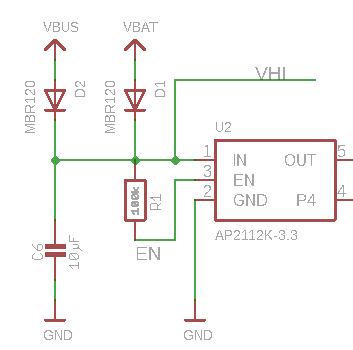 VBUS VBAT
MBR120 D2 MBR120 D1 VHI
U2
1 IN OUT 5
3 EN
2 GND P4 4
100k R1
AP2112K-3.3
C6 10µF
EN
GND GND